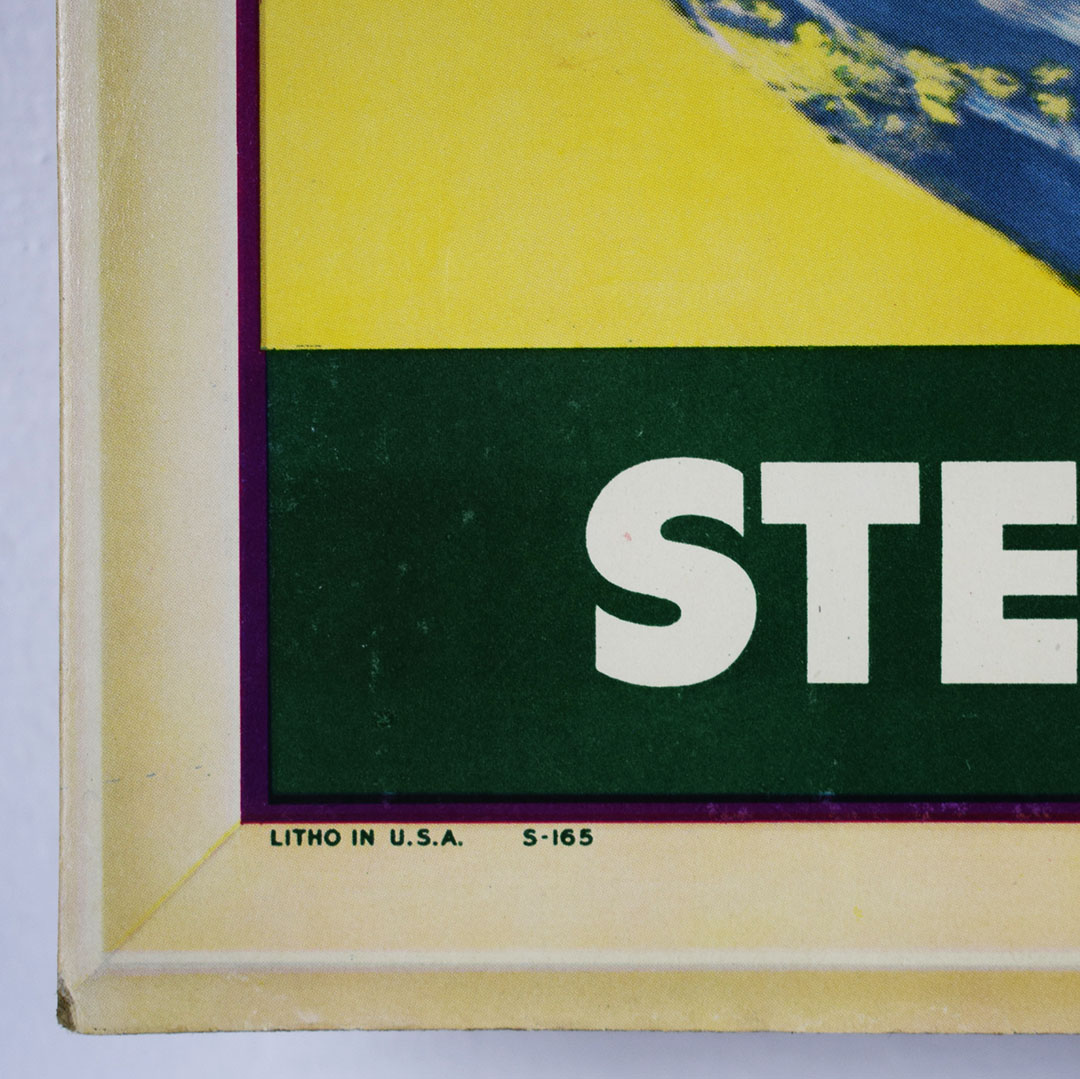 STE
LITHO IN U.S.A. S-165